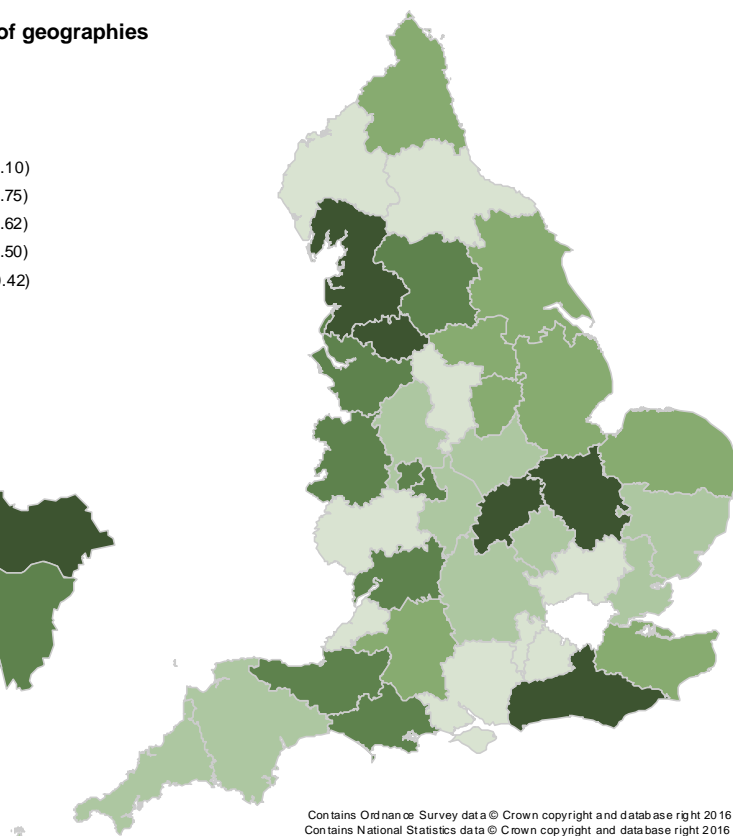 of geographies
.10)
.75)
.62)
.50)
.42)
Contains Ordnance Survey data © Crown copyright and database right 2016
Contains National Statistics data © Crown copyright and database right 2016